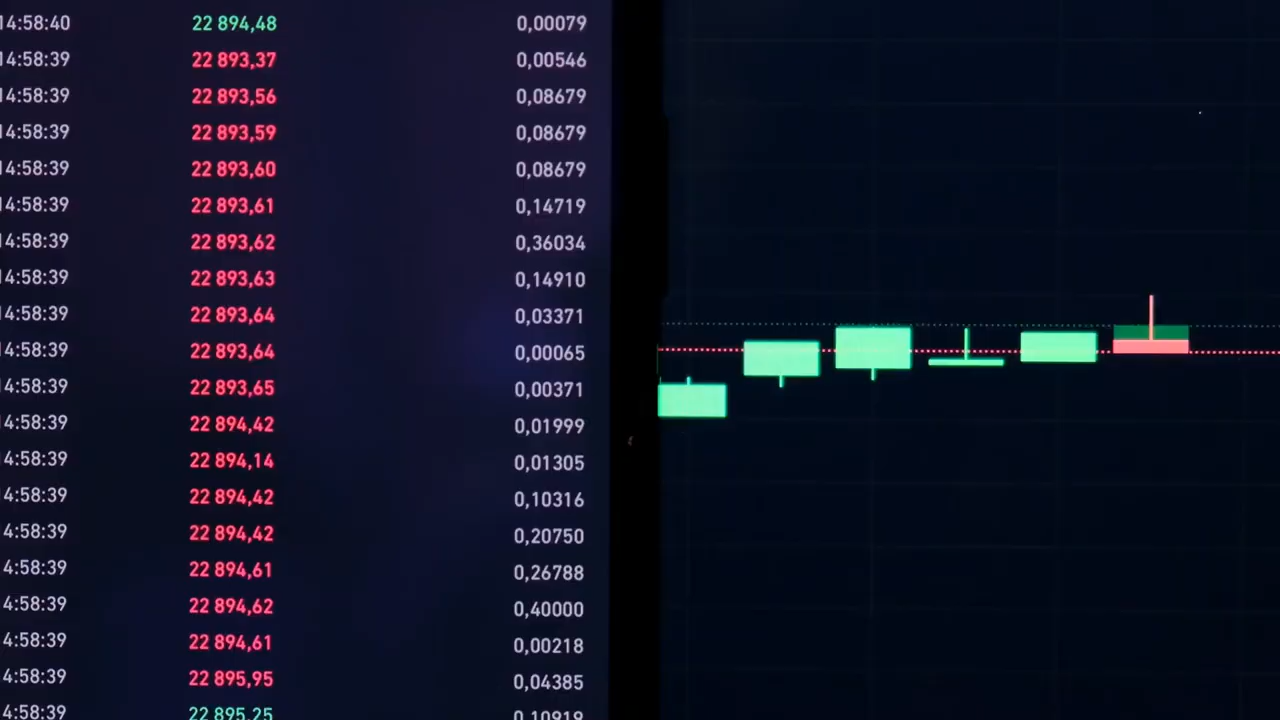 14:58:40 22 894,48 0,00079
14:58:39 22 893,37 0,00546
14:58:39 22 893,56 0,08679
14:58:39 22 893,59 0,08679
14:58:39 22 893,60 0,08679
14:58:39 22 893,61 0,14719
14:58:39 22 893,62 0,36034
14:58:39 22 893,63 0,14910
14:58:39 22 893,64 0,03371
14:58:39 22 893,64 0,00065
14:58:39 22 893,65 0,00371
14:58:39 22 894,42 0,01999
14:58:39 22 894,14 0,01305
14:58:39 22 894,42 0,10316
4:58:39 22 894,42 0,20750
4:58:39 22 894,61 0,26788
4:58:39 22 894,62 0,40000
4:58:39 22 894,61 0,00218
4:58:39 22 895,95 0,04385
4:58:39 22 895,25 0,10919